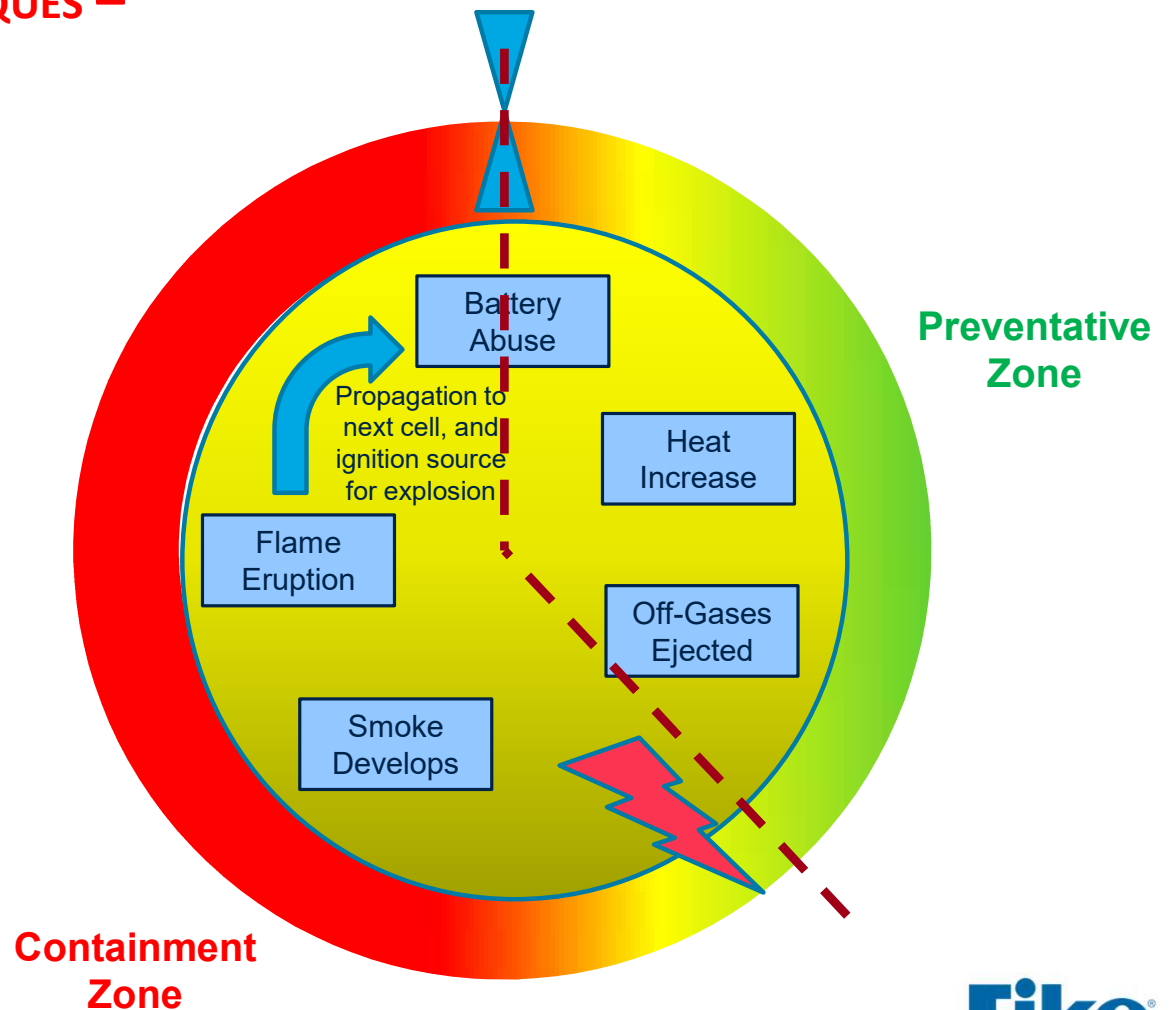 QUES –
Battery
Abuse
Preventative
Zone
Propagation to
next cell, and
ignition source
for explosion
Heat
Increase
Flame
Eruption
Off-Gases
Ejected
Smoke
Develops
Containment
Zone